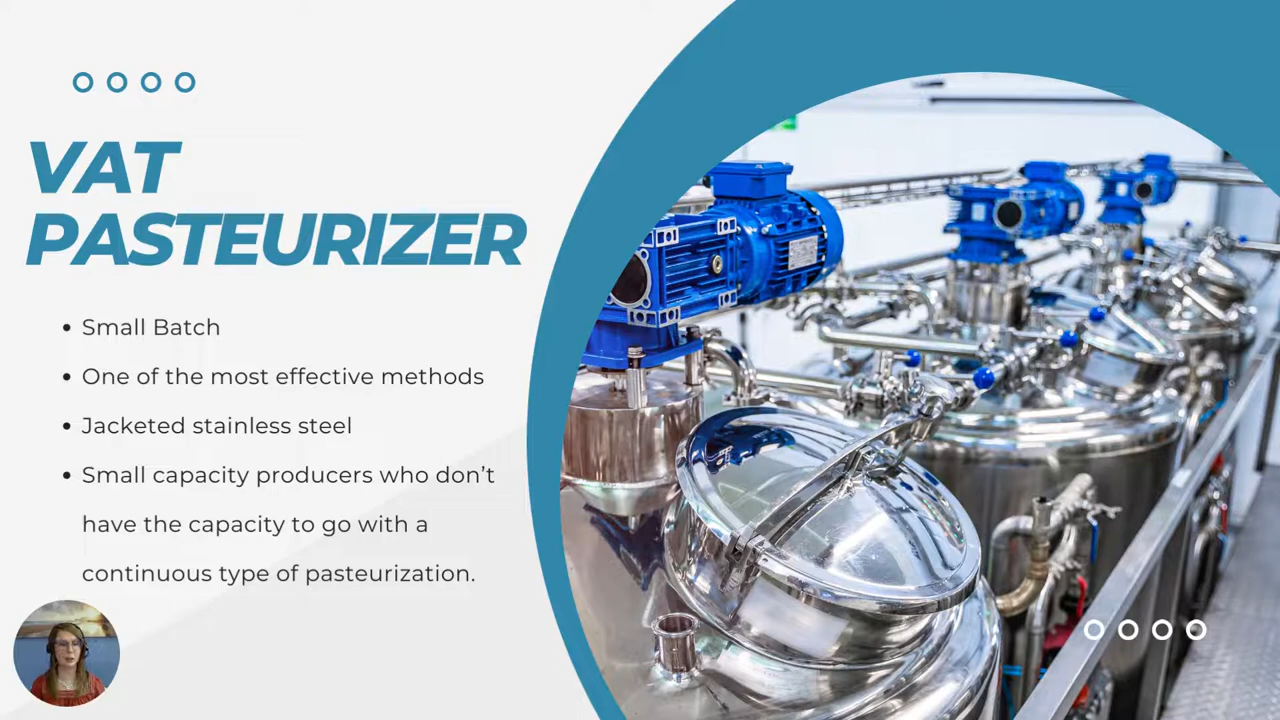 VAT
PASTEURIZER
• Small Batch
• One of the most effective methods
• Jacketed stainless steel
• Small capacity producers who don’t
have the capacity to go with a
continuous type of pasteurization.